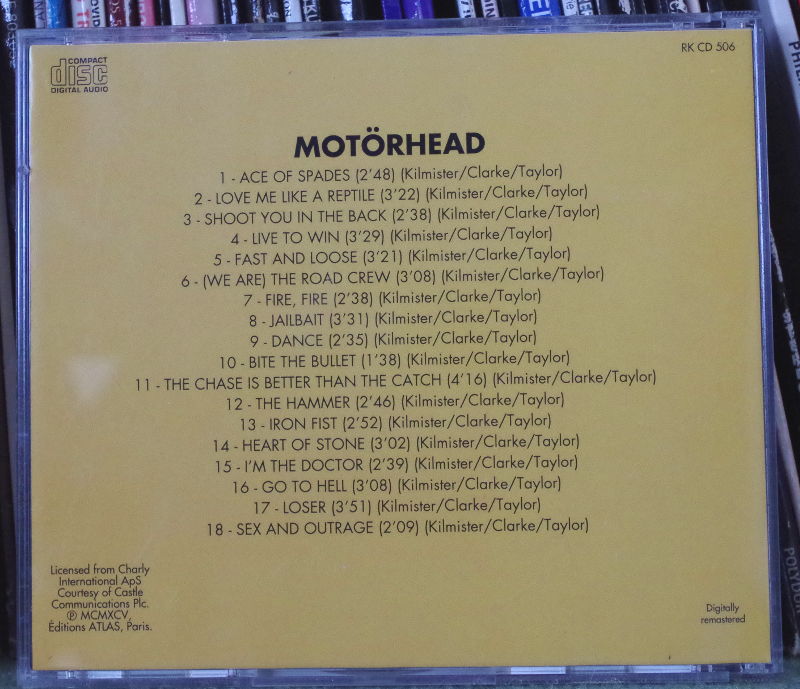 COMPACT
disc
DIGITAL AUDIO
RK CD 506
MOTÖRHEAD
1 - ACE OF SPADES (2'48) (Kilmister/Clarke/Taylor)
2 - LOVE ME LIKE A REPTILE (3'22) (Kilmister/Clarke/Taylor)
3 - SHOOT YOU IN THE BACK (2'38) (Kilmister/Clarke/Taylor)
4 - LIVE TO WIN (3'29) (Kilmister/Clarke/Taylor)
5 - FAST AND LOOSE (3'21) (Kilmister/Clarke/Taylor)
6 - (WE ARE) THE ROAD CREW (3'08) (Kilmister/Clarke/Taylor)
7 - FIRE, FIRE (2'38) (Kilmister/Clarke/Taylor)
8 - JAILBAIT (3'31) (Kilmister/Clarke/Taylor)
9 - DANCE (2'35) (Kilmister/Clarke/Taylor)
10 - BITE THE BULLET (1'38) (Kilmister/Clarke/Taylor)
11 - THE CHASE IS BETTER THAN THE CATCH (4'16) (Kilmister/Clarke/Taylor)
12 - THE HAMMER (2'46) (Kilmister/Clarke/Taylor)
13 - IRON FIST (2'52) (Kilmister/Clarke/Taylor)
14 - HEART OF STONE (3'02) (Kilmister/Clarke/Taylor)
15 - I'M THE DOCTOR (2'39) (Kilmister/Clarke/Taylor)
16 - GO TO HELL (3'08) (Kilmister/Clarke/Taylor)
17 - LOSER (3'51) (Kilmister/Clarke/Taylor)
18 - SEX AND OUTRAGE (2'09) (Kilmister/Clarke/Taylor)
Licensed from Charly
International ApS
Courtesy of Castle
Communications Plc.
℗ MCMXCV,
Éditions ATLAS, Paris.
Digitally
remastered